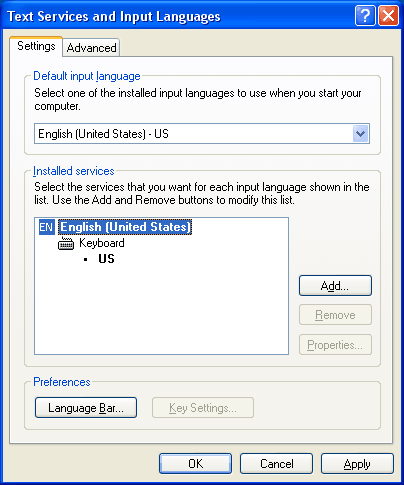 Text Services and Input Languages
Settings
Advanced
Default input language
Select one of the installed input languages to use when you start your
computer.
English (United States) - US
Installed services
Select the services that you want for each input language shown in the
list. Use the Add and Remove buttons to modify this list.
EN English (United States)
Keyboard
• US
Add...
Remove
Properties...
Preferences
Language Bar...
Key Settings...
OK
Cancel
Apply